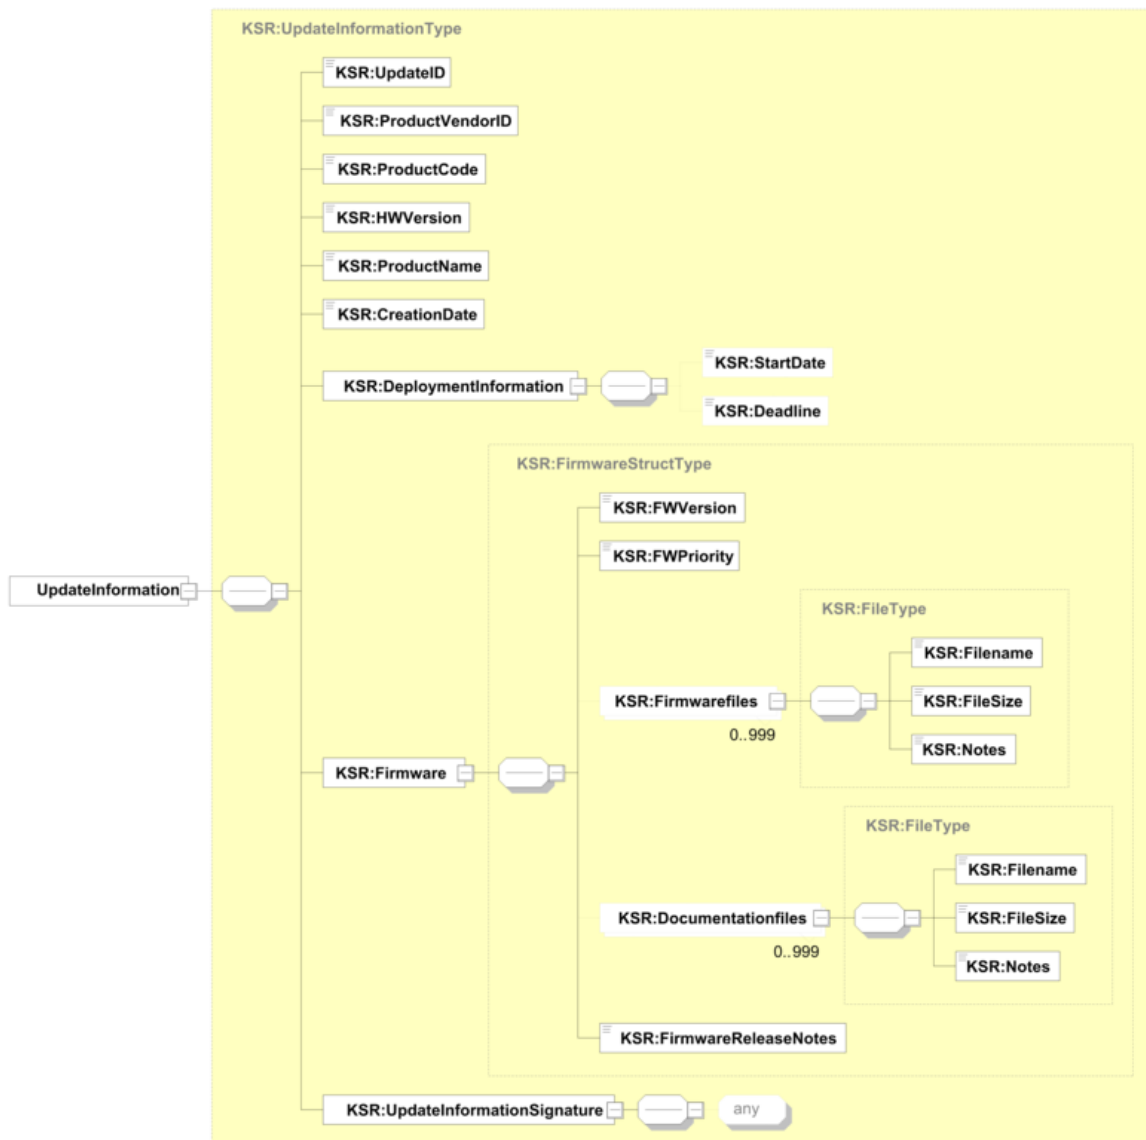 KSR:UpdateInformationType
KSR:UpdateID
KSR:ProductVendorID
KSR:ProductCode
KSR:HWVersion
KSR:ProductName
KSR:CreationDate
KSR:DeploymentInformation
KSR:StartDate
KSR:Deadline
KSR:FirmwareStructType
KSR:FWVersion
KSR:FWPriority
UpdateInformation
KSR:FileType
KSR:Filename
KSR:Firmwarefiles
KSR:FileSize
0..999
KSR:Notes
KSR:Firmware
KSR:FileType
KSR:Filename
KSR:Documentationfiles
KSR:FileSize
0..999
KSR:Notes
KSR:FirmwareReleaseNotes
KSR:UpdateInformationSignature
any